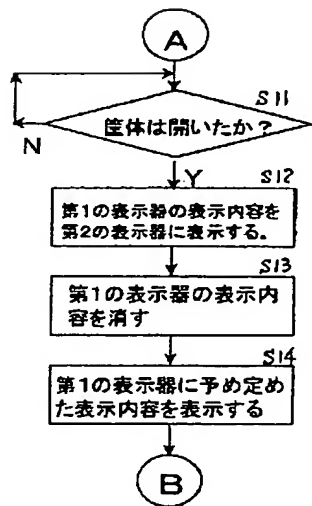 A
S11
筐体は開いたか?
N
Y
S12
第1の表示器の表示内容を
第2の表示器に表示する。
S13
第1の表示器の表示内
容を消す
S14
第1の表示器に予め定め
た表示内容を表示する
B